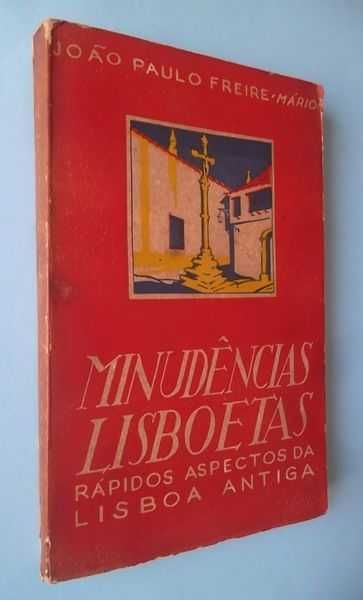 JOÃO PAULO FREIRE-MÁRIO
MINUDÊNCIAS
LISBOETAS
RÁPIDOS ASPECTOS DA
LISBOA ANTIGA